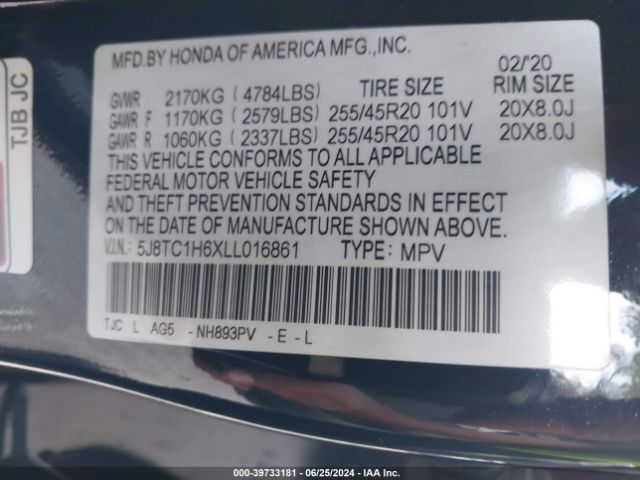 TJB JC
MFD.BY HONDA OF AMERICA MFG.,INC.
02/'20
GVWR 2170KG ( 4784LBS) TIRE SIZE RIM SIZE
GAWR F 1170KG ( 2579LBS) 255/45R20 101V 20X8.0J
GAWR R 1060KG ( 2337LBS) 255/45R20 101V 20X8.0J
THIS VEHICLE CONFORMS TO ALL APPLICABLE
FEDERAL MOTOR VEHICLE SAFETY
AND THEFT PREVENTION STANDARDS IN EFFECT
ON THE DATE OF MANUFACTURE SHOWN ABOVE.
V.I.N.: 5J8TC1H6XLL016861 TYPE: MPV
TJC L AG5 -NH893PV -E-L
000-39733181 | 06/25/2024 | IAA Inc.